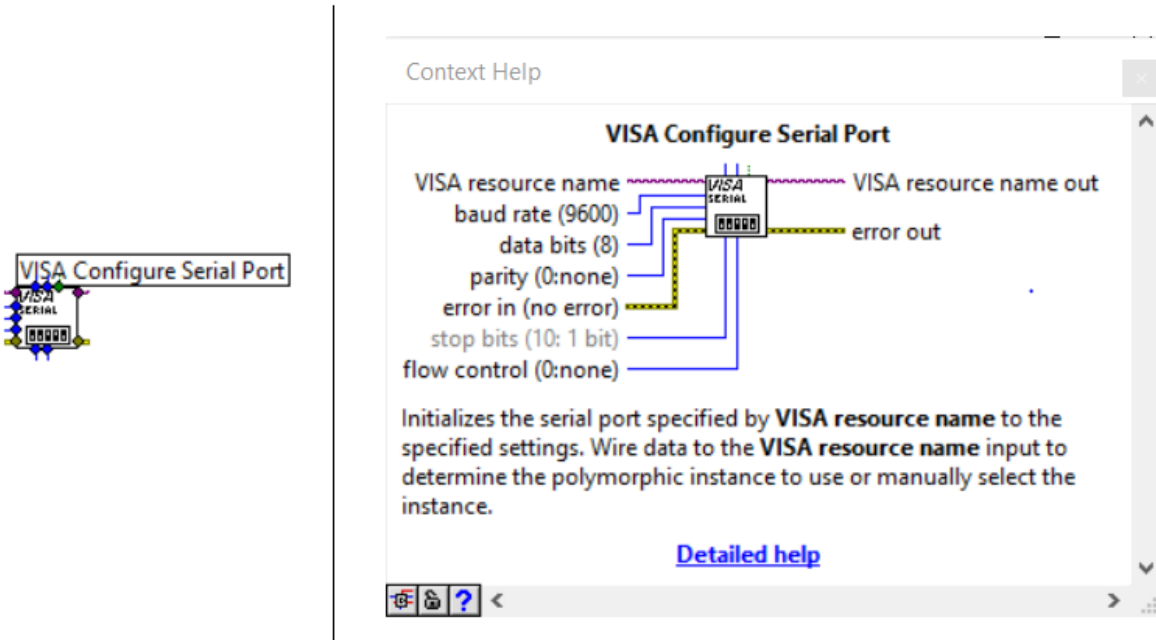 VISA Configure Serial Port
VISA
SERIAL
Context Help
VISA Configure Serial Port
VISA resource name
VISA
SERIAL
VISA resource name out
baud rate (9600)
data bits (8)
error out
parity (0:none)
error in (no error)
stop bits (10: 1 bit)
flow control (0:none)
Initializes the serial port specified by VISA resource name to the
specified settings. Wire data to the VISA resource name input to
determine the polymorphic instance to use or manually select the
instance.
Detailed help
?